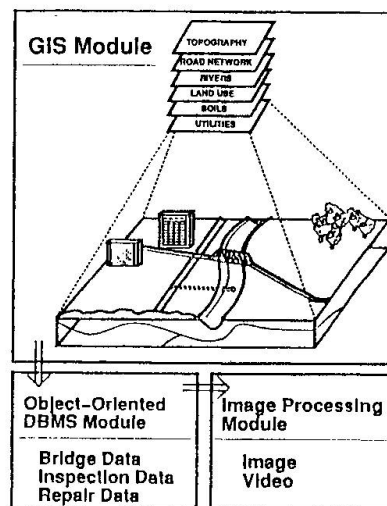 GIS Module
TOPOGRAPHY
ROAD NETWORK
RIVERS
LAND USE
SOILS
UTILITIES
Object-Oriented
DBMS Module
Bridge Data
Inspection Data
Repair Data
Image Processing
Module
Image
Video